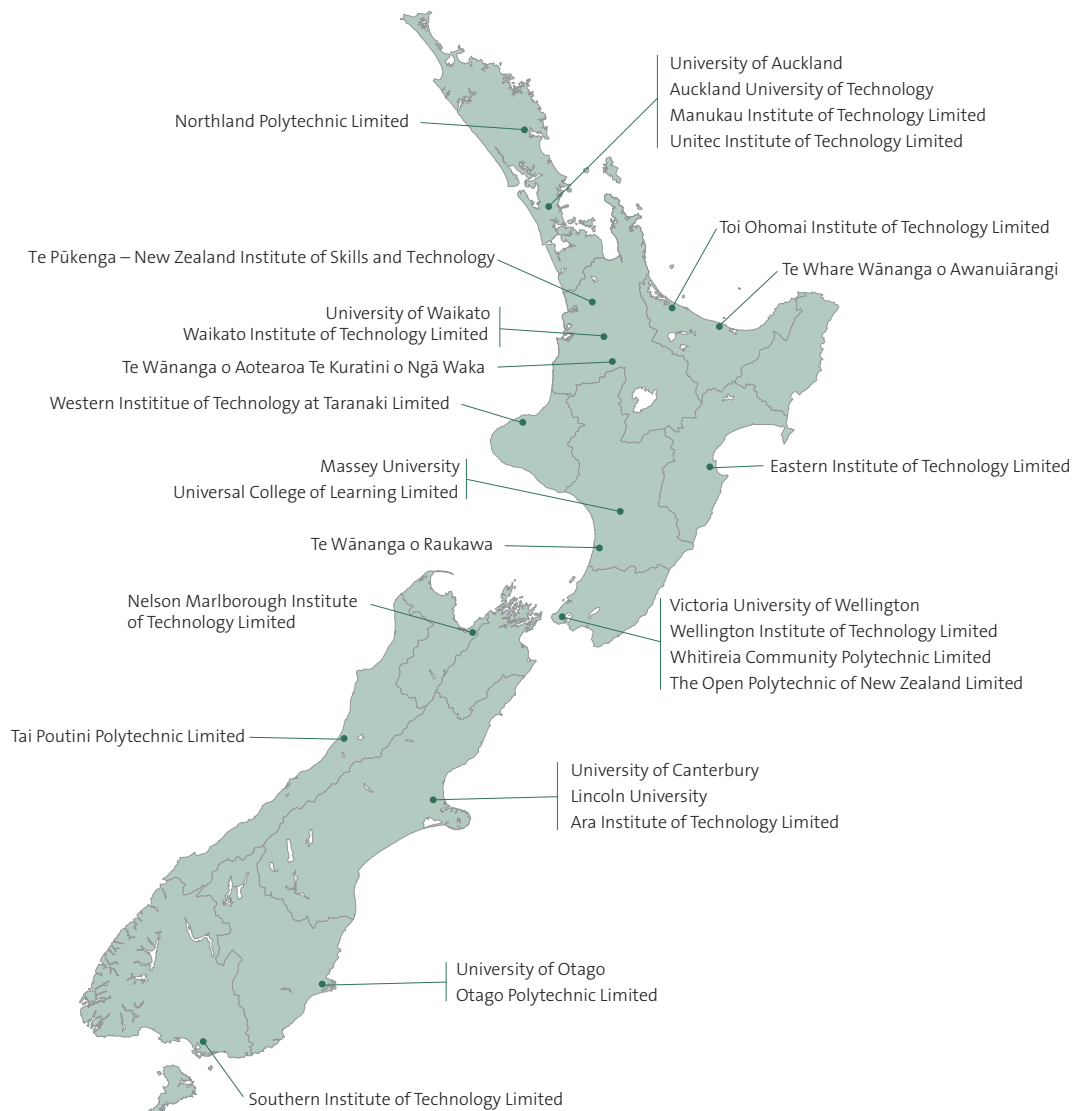 University of Auckland
Auckland University of Technology
Manukau Institute of Technology Limited
Unitec Institute of Technology Limited
Northland Polytechnic Limited
Toi Ohomai Institute of Technology Limited
Te Pūkenga – New Zealand Institute of Skills and Technology
Te Whare Wānanga o Awanuiārangi
University of Waikato
Waikato Institute of Technology Limited
Te Wānanga o Aotearoa Te Kuratini o Ngā Waka
Western Instititue of Technology at Taranaki Limited
Massey University
Universal College of Learning Limited
Eastern Institute of Technology Limited
Te Wānanga o Raukawa
Nelson Marlborough Institute
of Technology Limited
Victoria University of Wellington
Wellington Institute of Technology Limited
Whitireia Community Polytechnic Limited
The Open Polytechnic of New Zealand Limited
Tai Poutini Polytechnic Limited
University of Canterbury
Lincoln University
Ara Institute of Technology Limited
University of Otago
Otago Polytechnic Limited
Southern Institute of Technology Limited